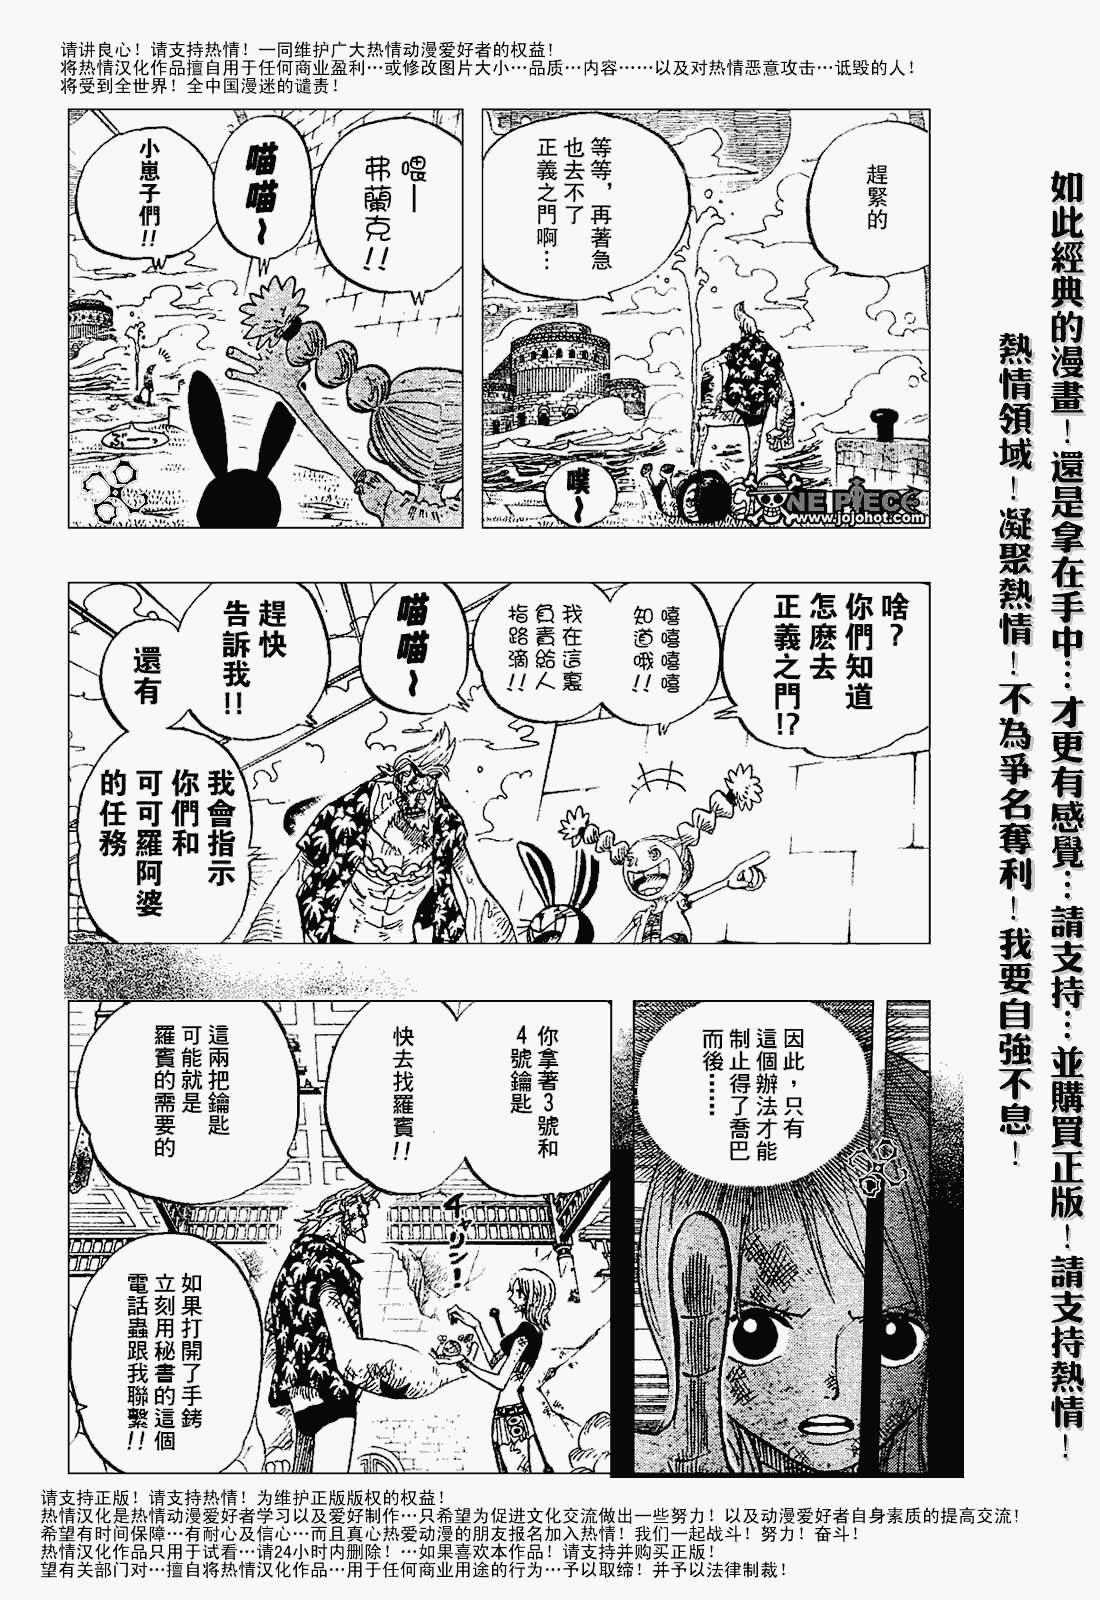 请讲良心！请支持热情！一同维护广大热情动漫爱好者的权益！
将热情汉化作品擅自用于任何商业盈利…或修改图片大小…品质…内容……以及对热情恶意攻击…诋毁的人！
将受到全世界！全中国漫迷的谴责！
如此經典的漫畫！還是拿在手中…才更有感覺…請支持…並購買正版！請支持熱情！
熱情領域！凝聚熱情！不為爭名奪利！我要自強不息！
趕緊的
等等，再著急
也去不了
正義之門啊…
噗～
ONE PIECE
www.jojohot.com
喂—
弗蘭克!!
喵
喵～
小崽子們!!
啥？
你們知道
怎麽去
正義之門!?
嘻嘻嘻嘻
知道哦!!
我在這裏
負責給人
指路滴!!
喵
喵～
趕快
告訴我!!
還有
我會指示
你們和
可可羅阿婆
的任務
因此，只有
這個辦法才能
制止得了喬巴
而後……
你拿著3號和
4號鑰匙
快去找羅賓!!
這兩把鑰匙
可能就是
羅賓的需要的
チャリン!
如果打開了手銬
立刻用秘書的這個
電話蟲跟我聯繫!!
请支持正版！请支持热情！为维护正版版权的权益！
热情汉化是热情动漫爱好者学习以及爱好制作…只希望为促进文化交流做出一些努力！以及动漫爱好者自身素质的提高交流！
希望有时间保障…有耐心及信心…而且真心热爱动漫的朋友报名加入热情！我们一起战斗！努力！奋斗！
热情汉化作品只用于试看…请24小时内删除！…如果喜欢本作品！请支持并购买正版！
望有关部门对…擅自将热情汉化作品…用于任何商业用途的行为…予以取缔！并予以法律制裁！